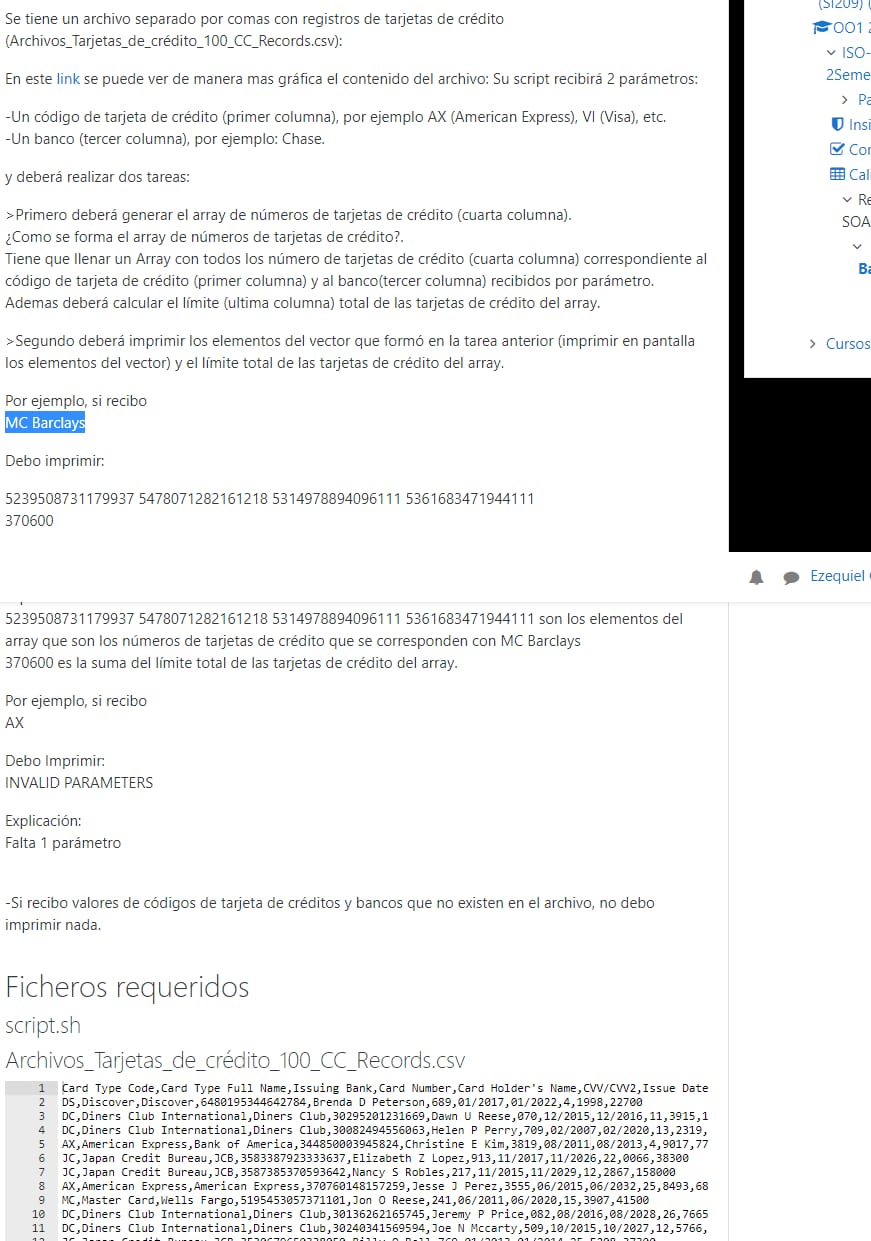 Se tiene un archivo separado por comas con registros de tarjetas de crédito
(Archivos_Tarjetas_de_crédito_100_CC_Records.csv):
En este link se puede ver de manera mas gráfica el contenido del archivo: Su script recibirá 2 parámetros:
-Un código de tarjeta de crédito (primer columna), por ejemplo AX (American Express), VI (Visa), etc.
-Un banco (tercer columna), por ejemplo: Chase.
y deberá realizar dos tareas:
>Primero deberá generar el array de números de tarjetas de crédito (cuarta columna).
¿Como se forma el array de números de tarjetas de crédito?.
Tiene que llenar un Array con todos los número de tarjetas de crédito (cuarta columna) correspondiente al
código de tarjeta de crédito (primer columna) y al banco(tercer columna) recibidos por parámetro.
Ademas deberá calcular el límite (ultima columna) total de las tarjetas de crédito del array.
>Segundo deberá imprimir los elementos del vector que formó en la tarea anterior (imprimir en pantalla
los elementos del vector) y el límite total de las tarjetas de crédito del array.
Por ejemplo, si recibo
MC Barclays
Debo imprimir:
5239508731179937 5478071282161218 5314978894096111 5361683471944111
370600
(SI209) (
OO1 2
ISO-
2Seme
Pa
Insi
Cor
Cali
Re
SOA
Ba
Cursos
Ezequiel
5239508731179937 5478071282161218 5314978894096111 5361683471944111 son los elementos del
array que son los números de tarjetas de crédito que se corresponden con MC Barclays
370600 es la suma del límite total de las tarjetas de crédito del array.
Por ejemplo, si recibo
AX
Debo Imprimir:
INVALID PARAMETERS
Explicación:
Falta 1 parámetro
-Si recibo valores de códigos de tarjeta de créditos y bancos que no existen en el archivo, no debo
imprimir nada.
Ficheros requeridos
script.sh
Archivos_Tarjetas_de_crédito_100_CC_Records.csv
1 Card Type Code,Card Type Full Name,Issuing Bank,Card Number,Card Holder's Name,CVV/CVV2,Issue Date
2 DS,Discover,Discover,6480195344642784,Brenda D Peterson,689,01/2017,01/2022,4,1998,22700
3 DC,Diners Club International,Diners Club,30295201231669,Dawn U Reese,070,12/2015,12/2016,11,3915,1
4 DC,Diners Club International,Diners Club,30082494556063,Helen P Perry,709,02/2007,02/2020,13,2319,
5 AX,American Express,Bank of America,344850003945824,Christine E Kim,3819,08/2011,08/2013,4,9017,77
6 JC,Japan Credit Bureau,JCB,3583387923333637,Elizabeth Z Lopez,913,11/2017,11/2026,22,0066,38300
7 JC,Japan Credit Bureau,JCB,3587385370593642,Nancy S Robles,217,11/2015,11/2029,12,2867,158000
8 AX,American Express,American Express,370760148157259,Jesse J Perez,3555,06/2015,06/2032,25,8493,68
9 MC,Master Card,Wells Fargo,5195453057371101,Jon O Reese,241,06/2011,06/2020,15,3907,41500
10 DC,Diners Club International,Diners Club,30136262165745,Jeremy P Price,082,08/2016,08/2028,26,7665
11 DC,Diners Club International,Diners Club,30240341569594,Joe N Mccarty,509,10/2015,10/2027,12,5766,